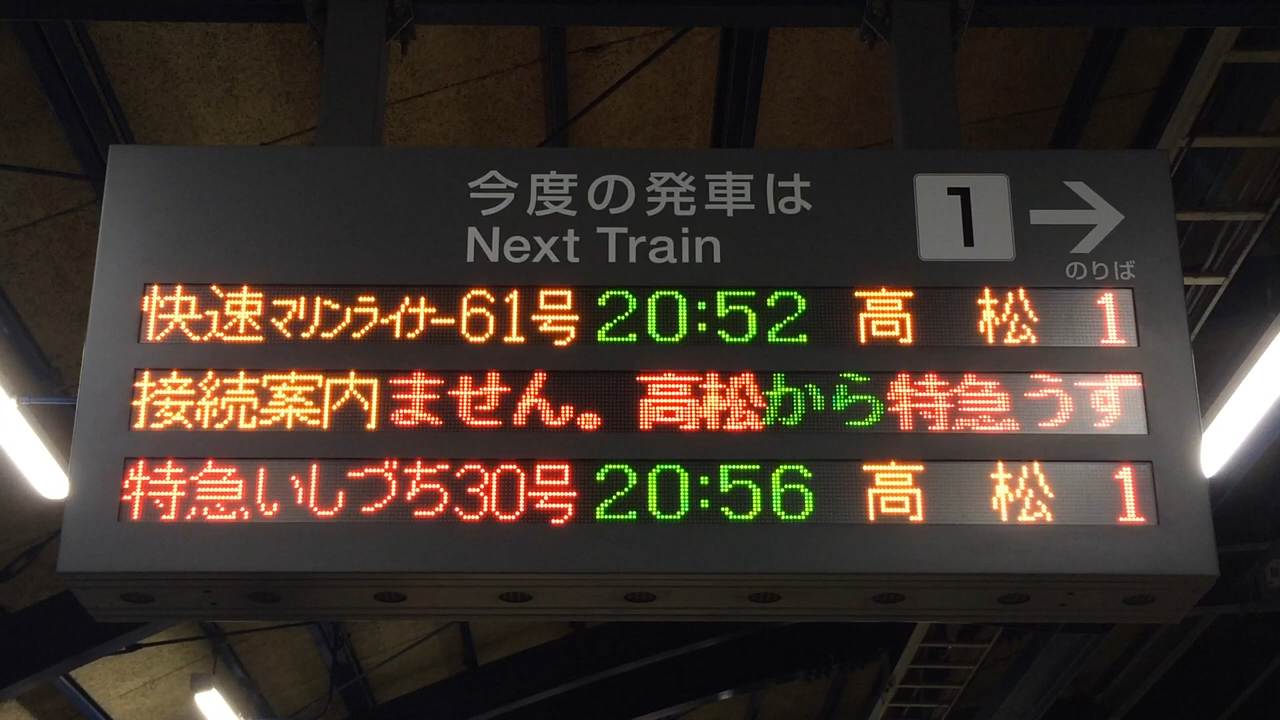 今度の発車は
Next Train
1
のりば
快速マリンライナー61号 20:52 高 松 1
接続案内ません。 高松から特急うず
特急いしづち30号 20:56 高 松 1